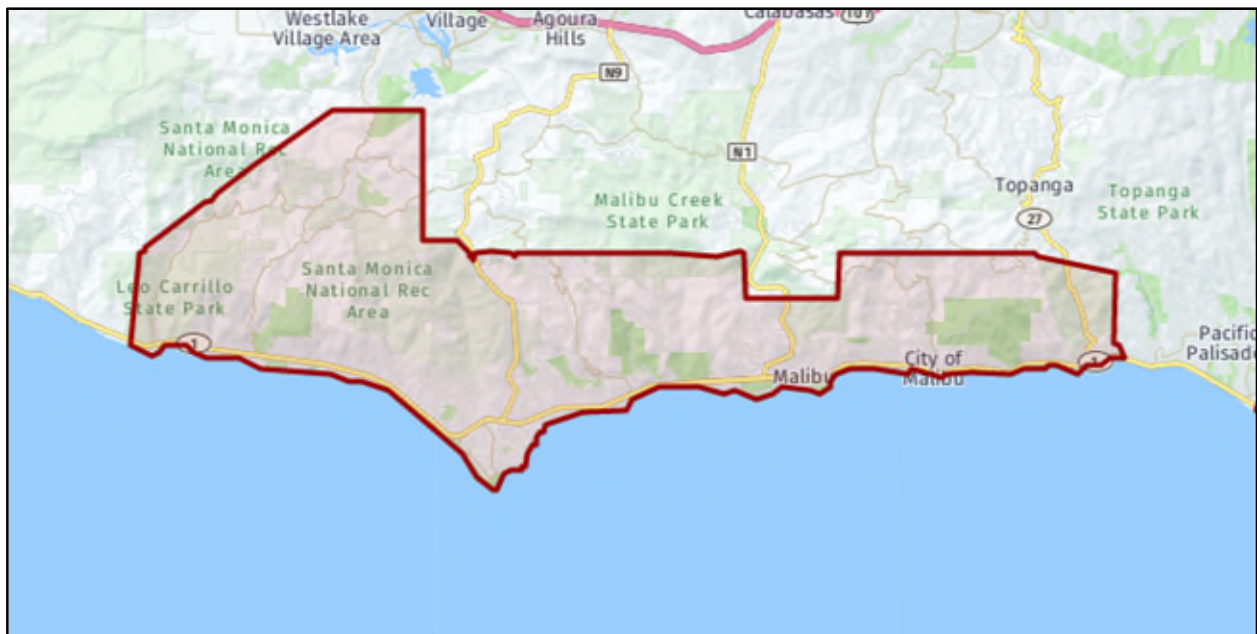 Westlake
Village Area
Village
Agoura
Hills
Calabasas
101
N9
Santa Monica
National Rec
Area
N1
Malibu Creek
State Park
Topanga
27
Topanga
State Park
Santa Monica
National Rec
Area
Leo Carrillo
State Park
1
Malibu
City of
Malibu
1
Pacific
Palisad